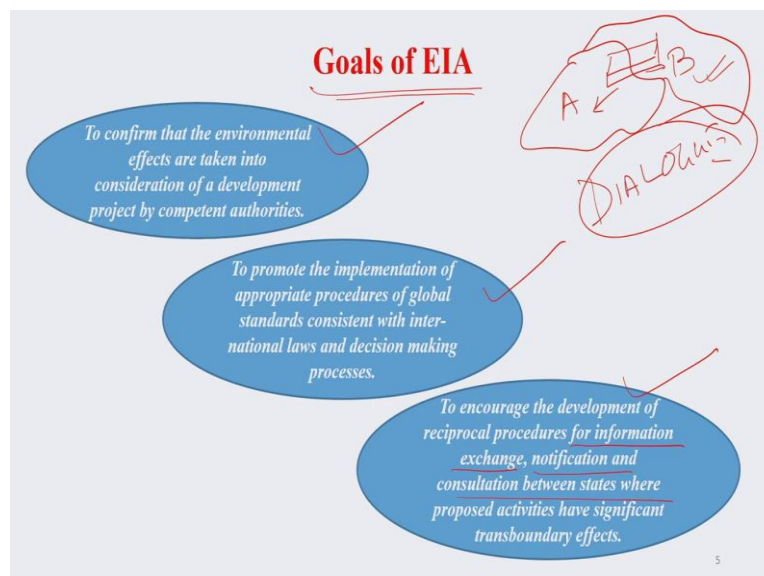 Goals of EIA
To confirm that the environmental
effects are taken into
consideration of a development
project by competent authorities.
To promote the implementation of
appropriate procedures of global
standards consistent with inter-
national laws and decision making
processes.
To encourage the development of
reciprocal procedures for information
exchange, notification and
consultation between states where
proposed activities have significant
transboundary effects.
A
B
5